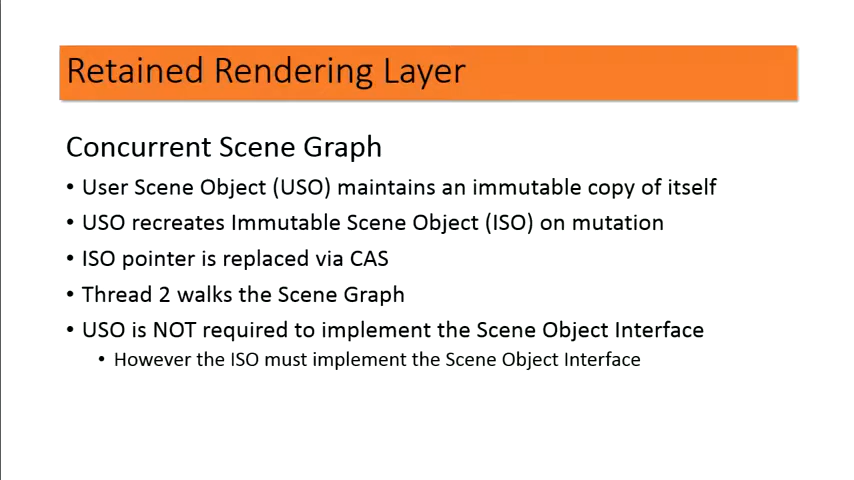 Retained Rendering Layer
Concurrent Scene Graph
• User Scene Object (USO) maintains an immutable copy of itself
• USO recreates Immutable Scene Object (ISO) on mutation
• ISO pointer is replaced via CAS
• Thread 2 walks the Scene Graph
• USO is NOT required to implement the Scene Object Interface
• However the ISO must implement the Scene Object Interface